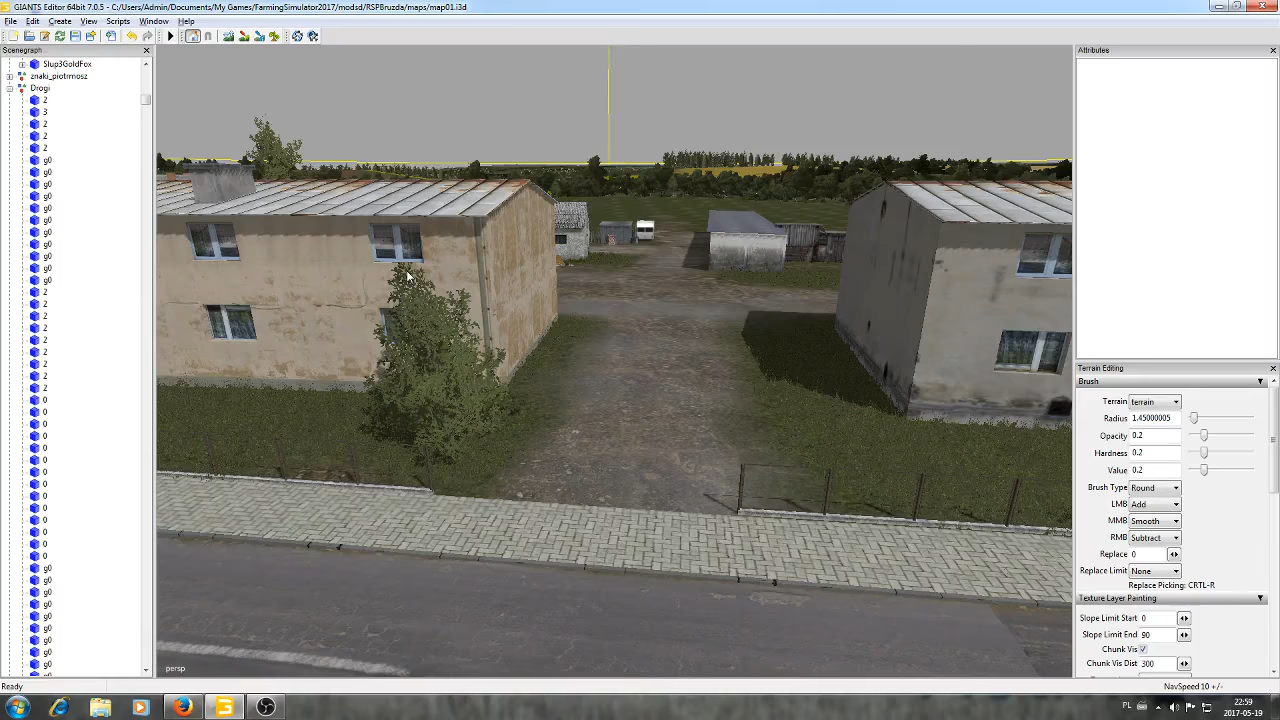 GIANTS Editor 64bit 7.0.5 - C:/Users/Admin/Documents/My Games/FarmingSimulator2017/modsd/RSPBruzda/maps/map01.i3d
File Edit Create View Scripts Window Help
Scenegraph
Slup3GoldFox
znaki_piotrmosz
Drogi
2
3
2
2
2
g0
g0
g0
g0
g0
g0
g0
g0
g0
g0
g0
2
2
2
2
2
2
2
2
2
0
0
0
0
0
0
0
0
0
0
0
0
0
0
g0
g0
g0
g0
g0
g0
g0
g0
g0
persp
Attributes
Terrain Editing
Brush
Terrain terrain
Radius 1.45000005
Opacity 0.2
Hardness 0.2
Value 0.2
Brush Type Round
LMB Add
MMB Smooth
RMB Subtract
Replace 0
Replace Limit None
Replace Picking: CRTL-R
Texture Layer Painting
Slope Limit Start 0
Slope Limit End 90
Chunk Vis
Chunk Vis Dist 300
Ready
NavSpeed 10 +/-
PL
22:59
2017-05-19